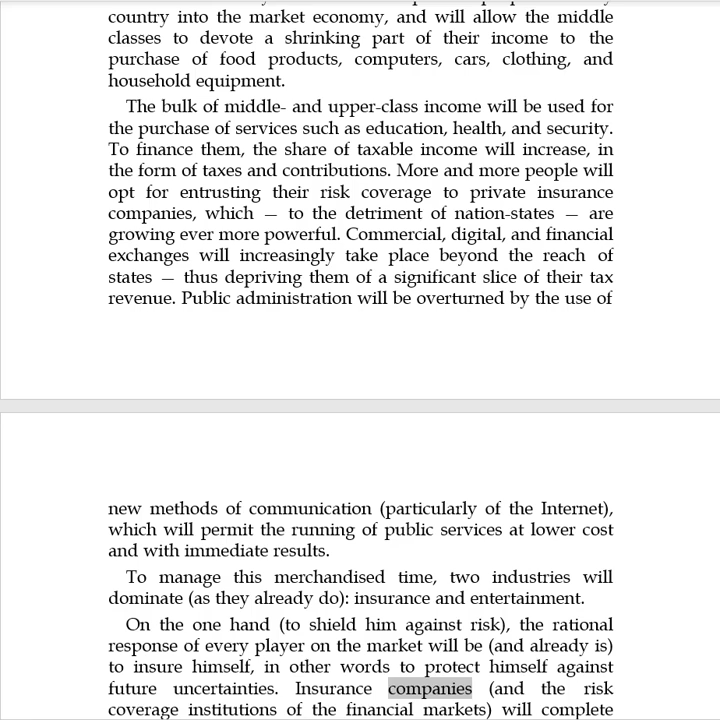 country into the market economy, and will allow the middle
classes to devote a shrinking part of their income to the
purchase of food products, computers, cars, clothing, and
household equipment.
The bulk of middle- and upper-class income will be used for
the purchase of services such as education, health, and security.
To finance them, the share of taxable income will increase, in
the form of taxes and contributions. More and more people will
opt for entrusting their risk coverage to private insurance
companies, which — to the detriment of nation-states — are
growing ever more powerful. Commercial, digital, and financial
exchanges will increasingly take place beyond the reach of
states — thus depriving them of a significant slice of their tax
revenue. Public administration will be overturned by the use of
new methods of communication (particularly of the Internet),
which will permit the running of public services at lower cost
and with immediate results.
To manage this merchandised time, two industries will
dominate (as they already do): insurance and entertainment.
On the one hand (to shield him against risk), the rational
response of every player on the market will be (and already is)
to insure himself, in other words to protect himself against
future uncertainties. Insurance companies (and the risk
coverage institutions of the financial markets) will complete